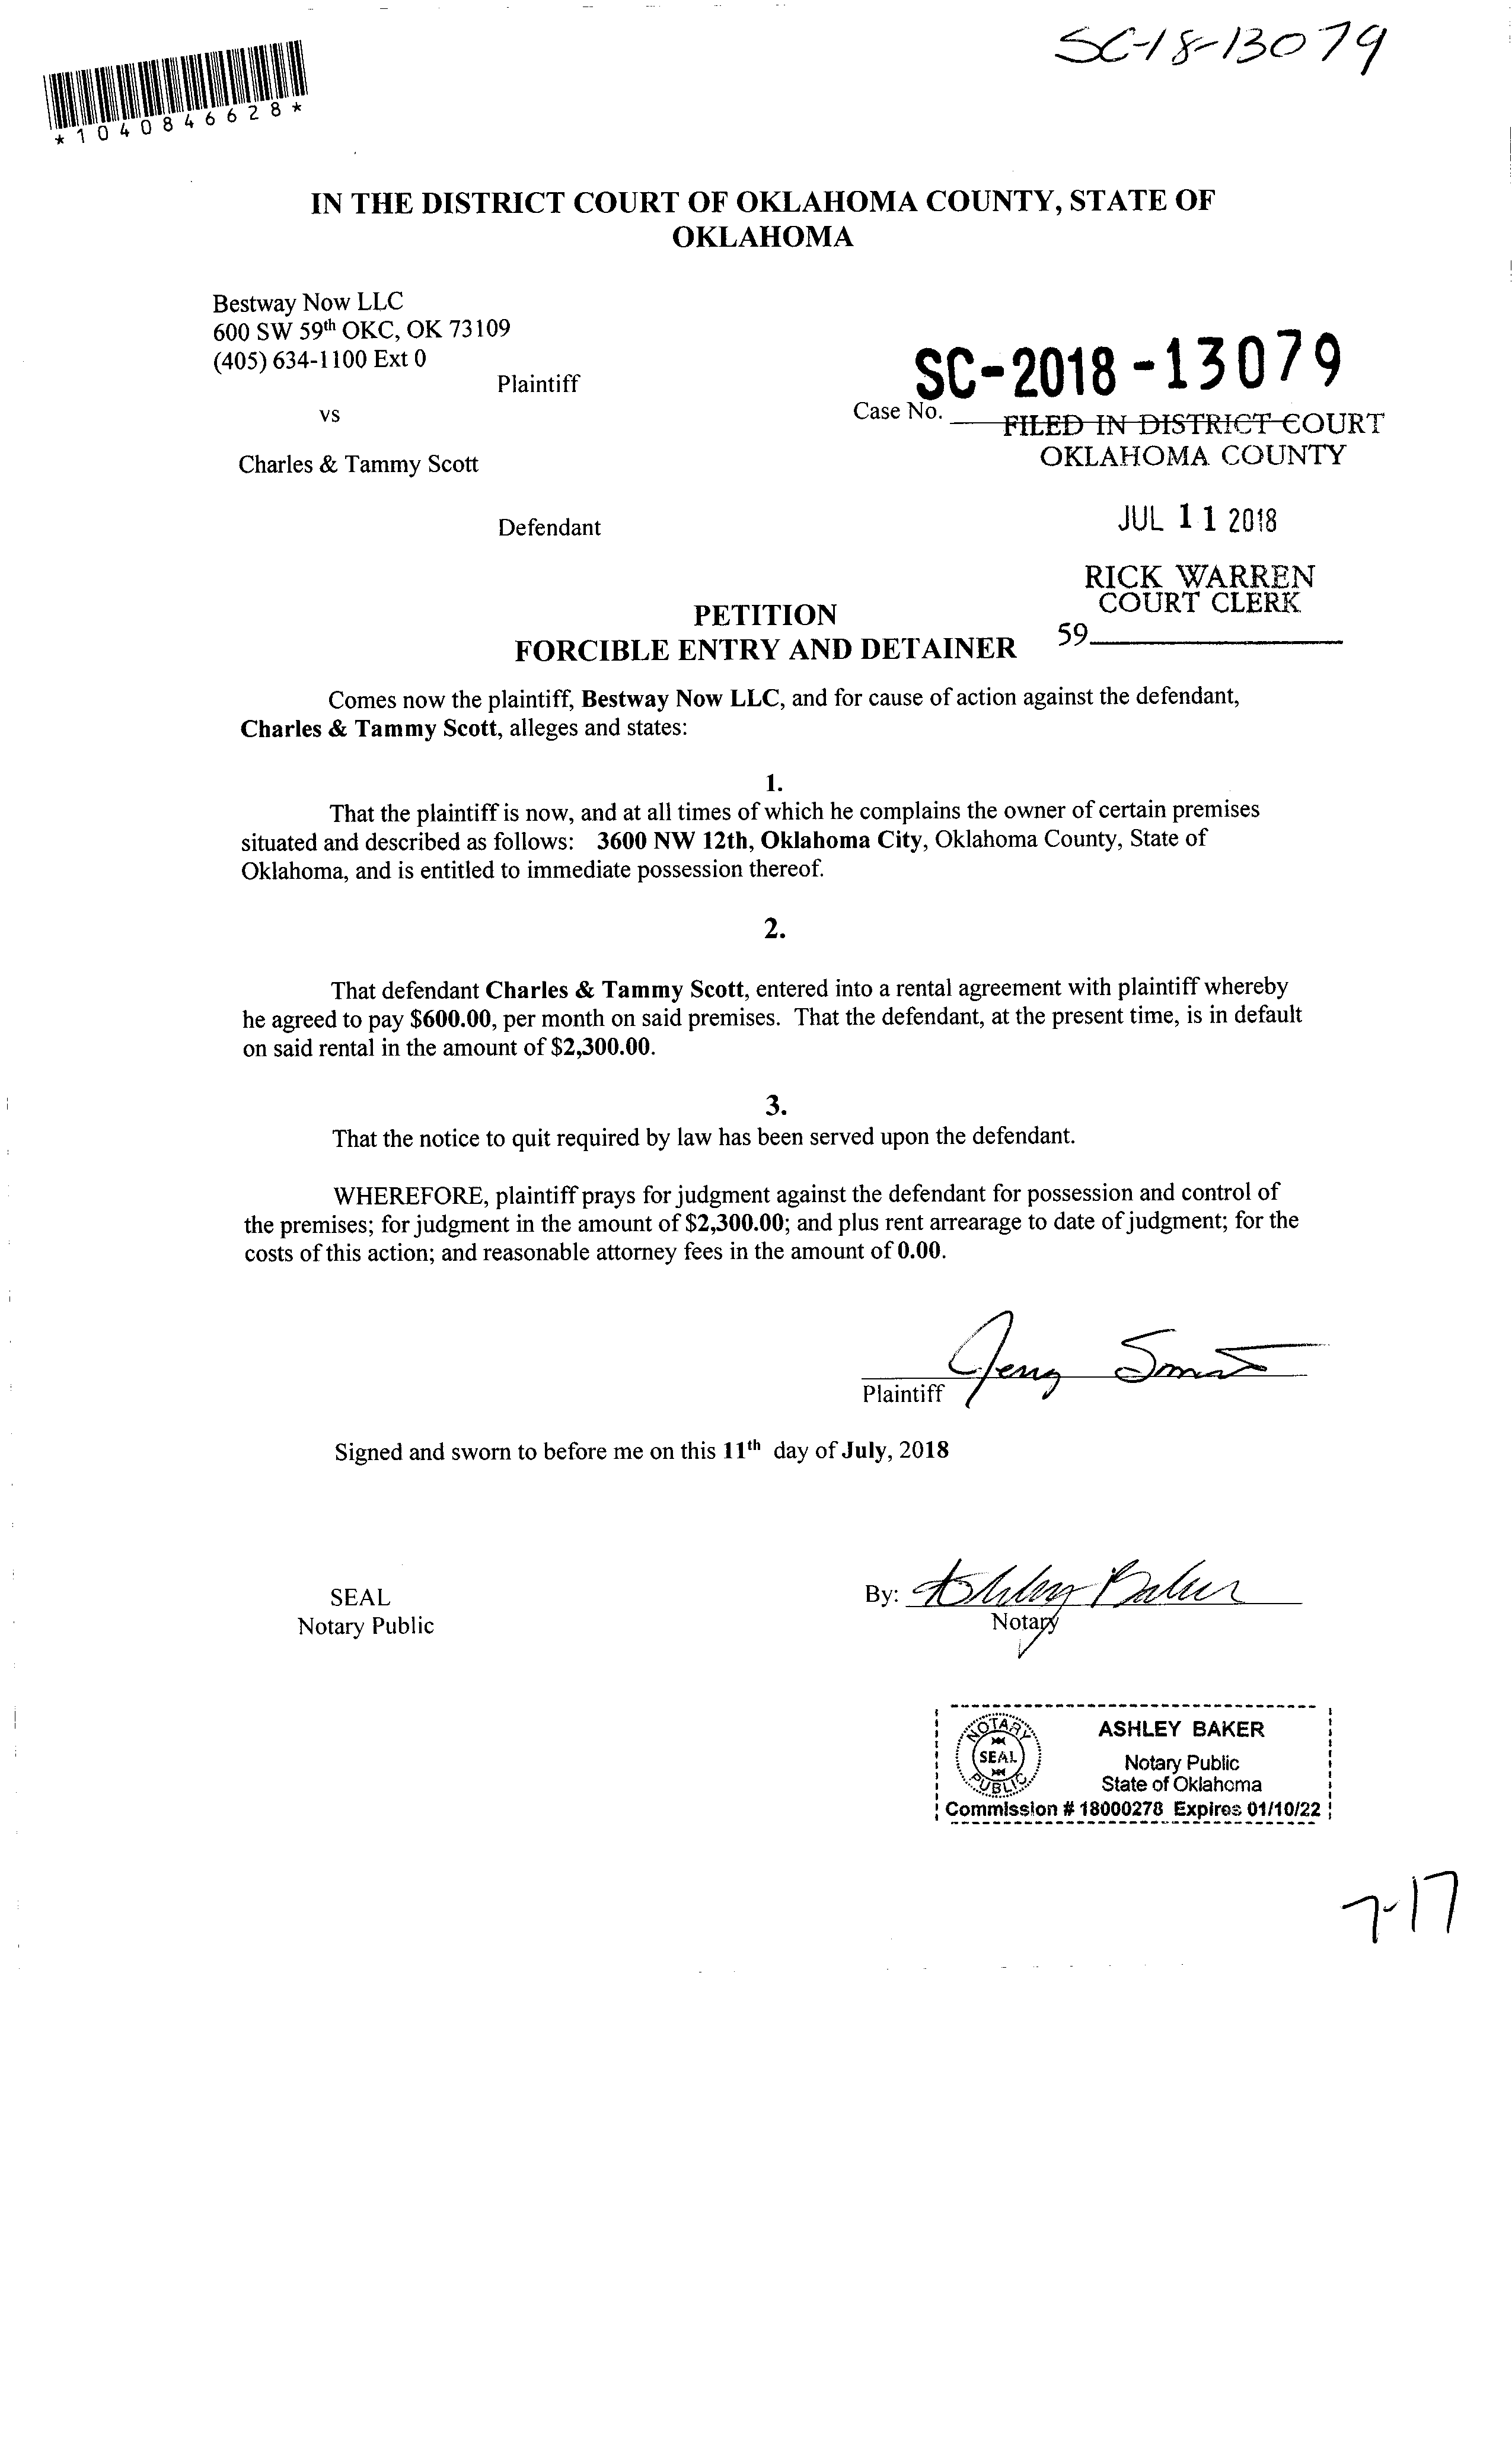 SC-18-13079
*1040846628*
IN THE DISTRICT COURT OF OKLAHOMA COUNTY, STATE OF
OKLAHOMA
Bestway Now LLC
600 SW 59th OKC, OK 73109
(405) 634-1100 Ext 0
Plaintiff
vs
Charles & Tammy Scott
Defendant
SC-2018-13079
Case No.
FILED IN DISTRICT COURT
OKLAHOMA COUNTY
JUL 11 2018
RICK WARREN
COURT CLERK
59
PETITION
FORCIBLE ENTRY AND DETAINER
Comes now the plaintiff, Bestway Now LLC, and for cause of action against the defendant,
Charles & Tammy Scott, alleges and states:
1.
That the plaintiff is now, and at all times of which he complains the owner of certain premises
situated and described as follows: 3600 NW 12th, Oklahoma City, Oklahoma County, State of
Oklahoma, and is entitled to immediate possession thereof.
2.
That defendant Charles & Tammy Scott, entered into a rental agreement with plaintiff whereby
he agreed to pay $600.00, per month on said premises. That the defendant, at the present time, is in default
on said rental in the amount of $2,300.00.
3.
That the notice to quit required by law has been served upon the defendant.
WHEREFORE, plaintiff prays for judgment against the defendant for possession and control of
the premises; for judgment in the amount of $2,300.00; and plus rent arrearage to date of judgment; for the
costs of this action; and reasonable attorney fees in the amount of 0.00.
Plaintiff
Signed and sworn to before me on this 11th day of July, 2018
SEAL
Notary Public
By: Ashley Baker
Notary
NOTARY
SEAL
PUBLIC
ASHLEY BAKER
Notary Public
State of Oklahoma
Commission # 18000278 Expires 01/10/22
7-17